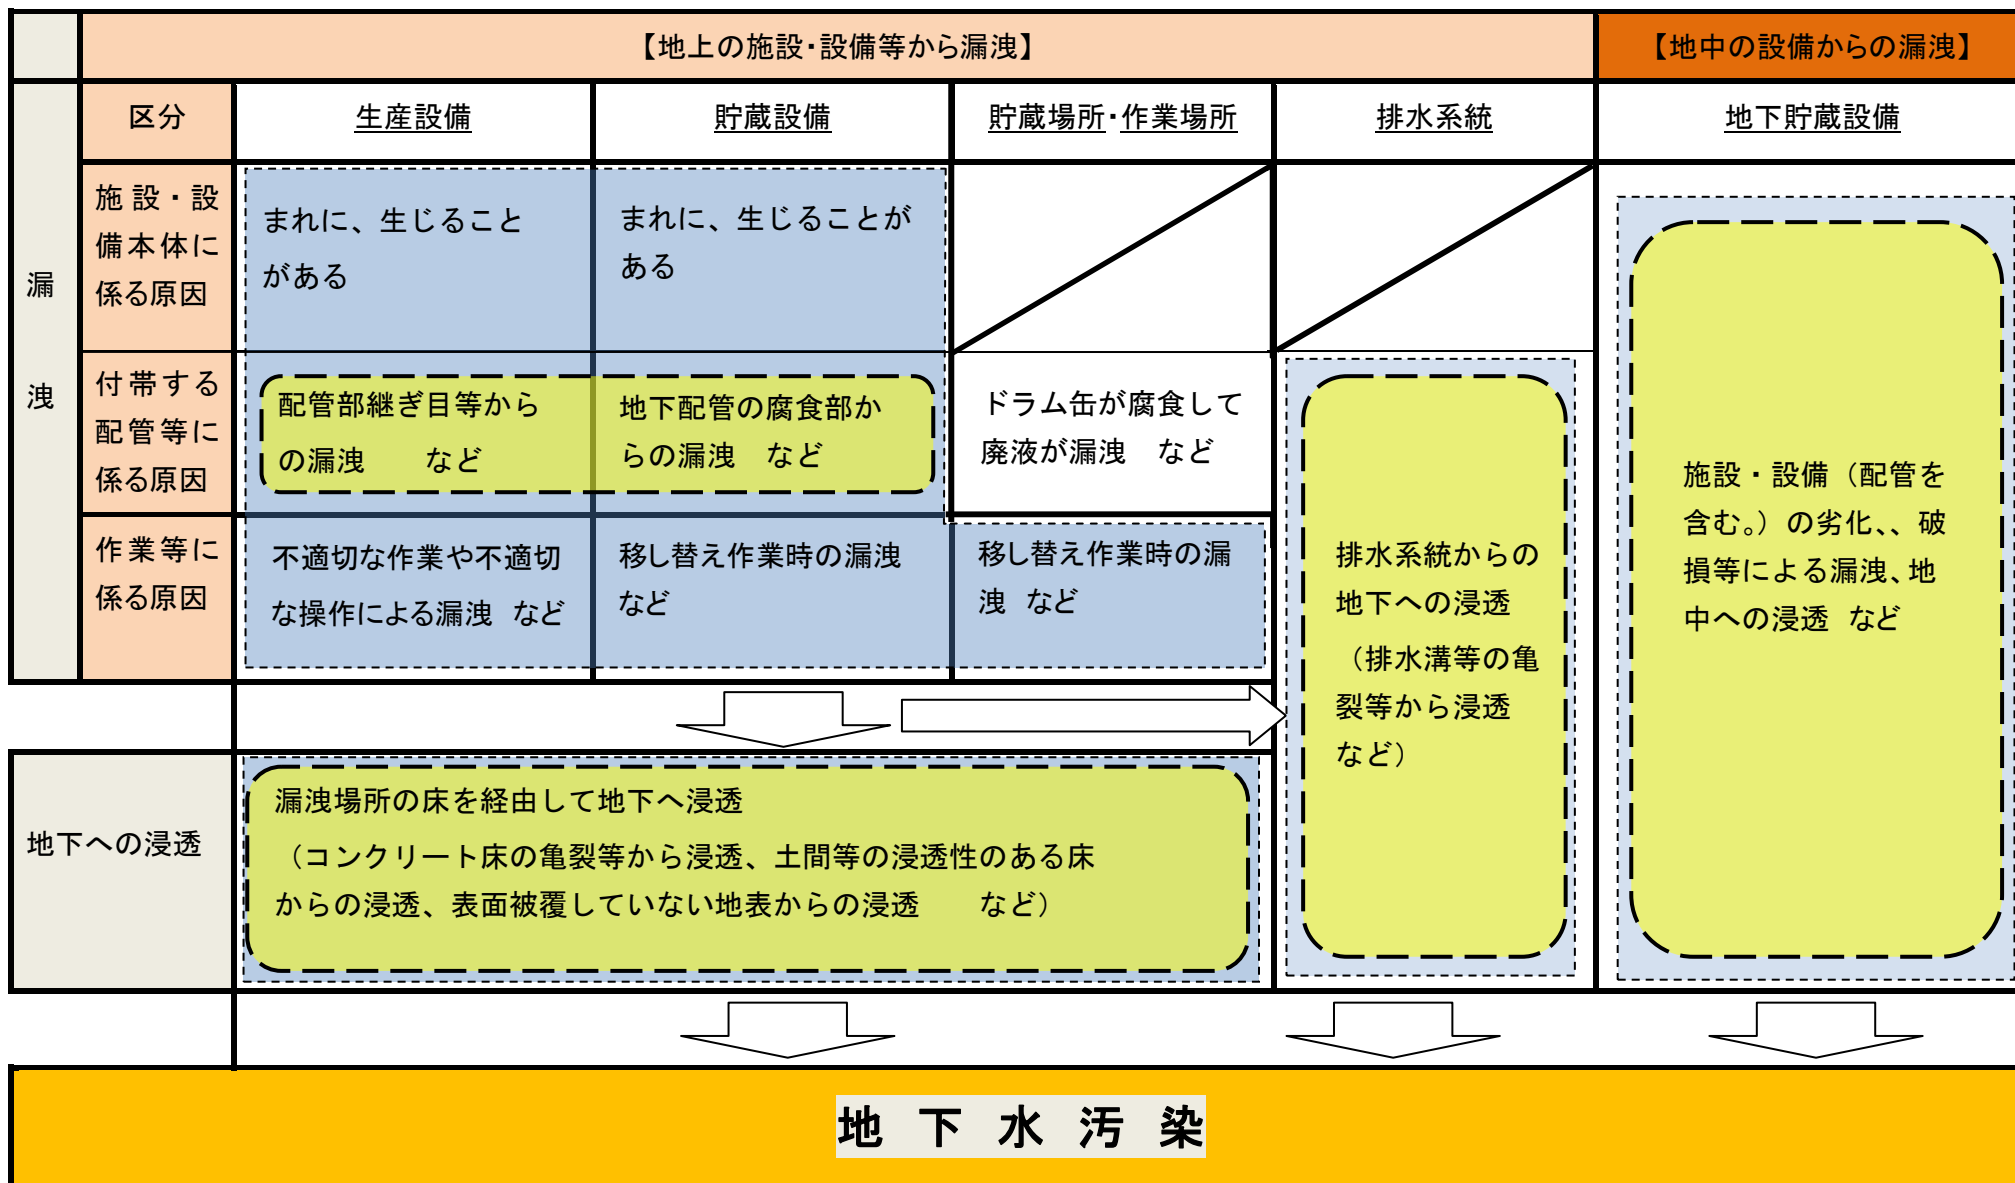 【地上の施設・設備等から漏洩】
【地中の設備からの漏洩】
区分
生産設備
貯蔵設備
貯蔵場所・作業場所
排水系統
地下貯蔵設備
漏
洩
施設・設
備本体に
係る原因
まれに、生じること
がある
まれに、生じることが
ある
付帯する
配管等に
係る原因
配管部継ぎ目等から
の漏洩　　など
地下配管の腐食部か
らの漏洩　など
ドラム缶が腐食して
廃液が漏洩　など
作業等に
係る原因
不適切な作業や不適切
な操作による漏洩 など
移し替え作業時の漏洩
など
移し替え作業時の漏
洩 など
排水系統からの
地下への浸透
（排水溝等の亀
裂等から浸透
など）
施設・設備（配管を
含む。）の劣化、、破
損等による漏洩、地
中への浸透 など
地下への浸透
漏洩場所の床を経由して地下へ浸透
（コンクリート床の亀裂等から浸透、土間等の浸透性のある床
からの浸透、表面被覆していない地表からの浸透　　など）
地 下 水 汚 染